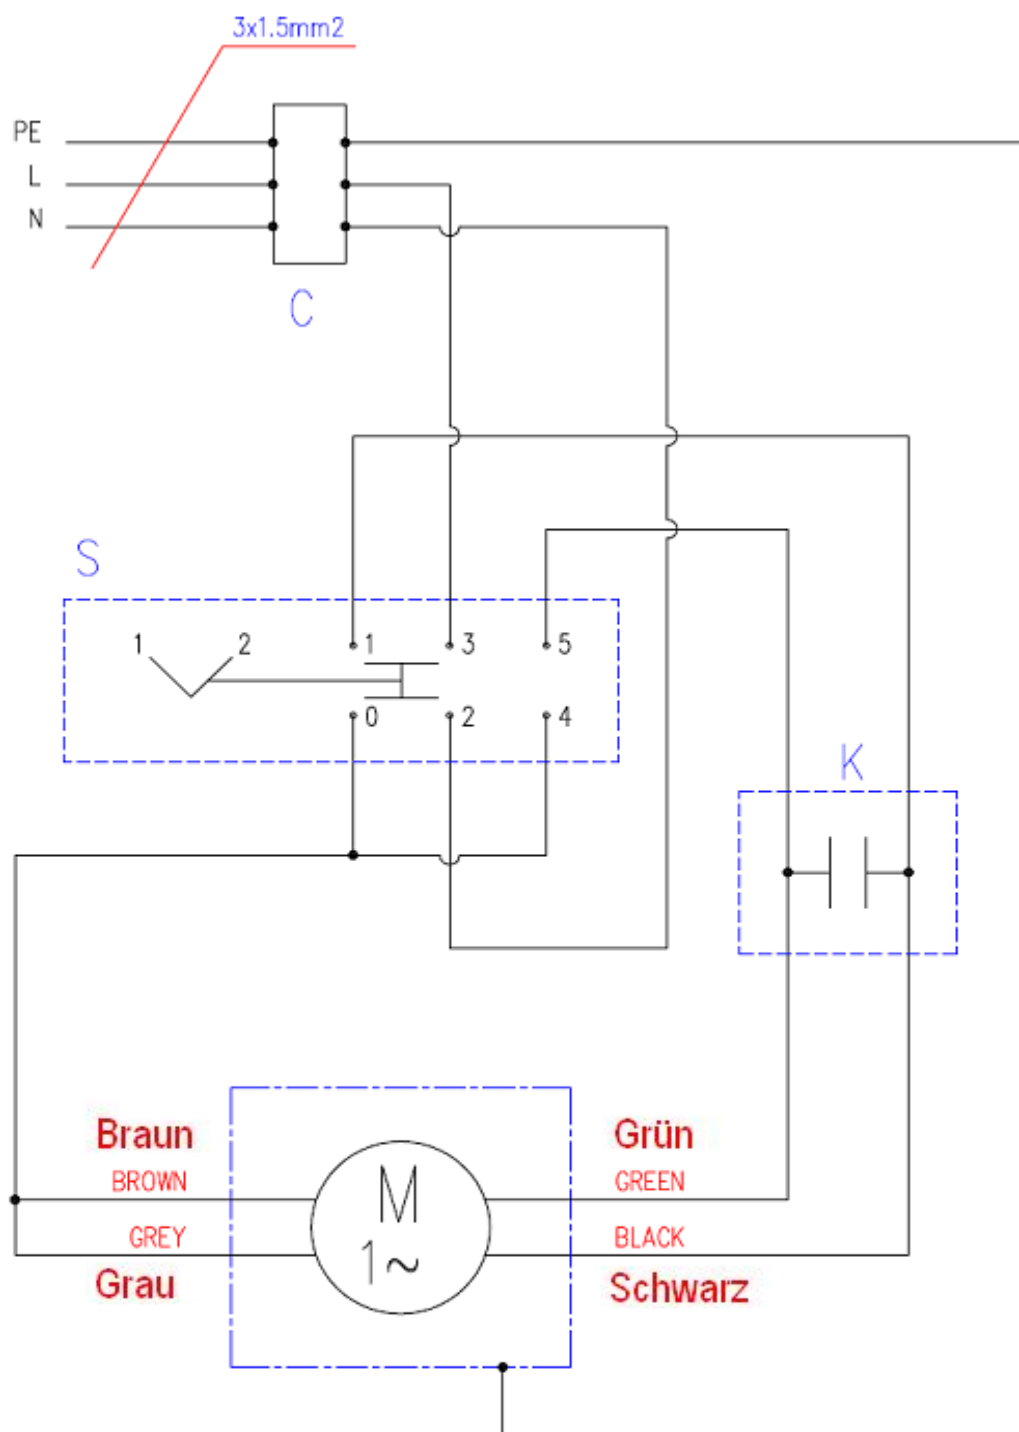 3x1.5mm2
PE
L
N
C
S
1 2 1 3 5
0 2 4
K
Braun Grün
BROWN M GREEN
GREY 1~ BLACK
Grau Schwarz